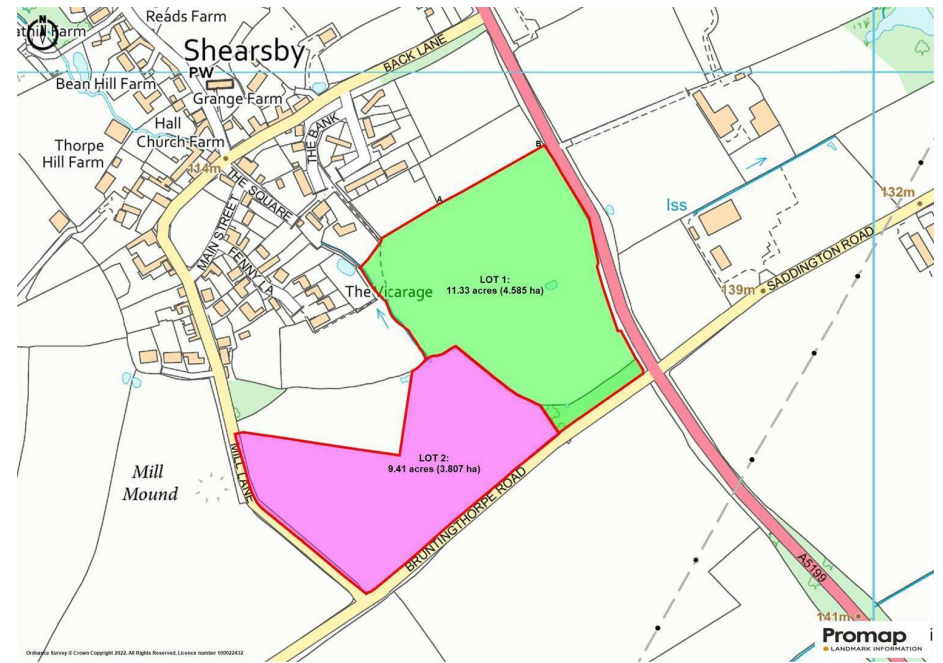 Reads Farm
N
Shearsby
PW
BACK LANE
Bean Hill Farm
Grange Farm
Hall
Church Farm
THE BANK
Thorpe
Hill Farm
114m
THE SQUARE
MAIN STREET
FENNY LA
A
B
Iss
132m
SADDINGTON ROAD
139m
The Vicarage
LOT 1:
11.33 acres (4.585 ha)
LOT 2:
9.41 acres (3.807 ha)
Mill
Mound
MILL LANE
BRUNTINGTHORPE ROAD
A5199
141m
Promap
LANDMARK INFORMATION
Ordnance Survey © Crown Copyright 2022. All Rights Reserved. Licence number 100022432